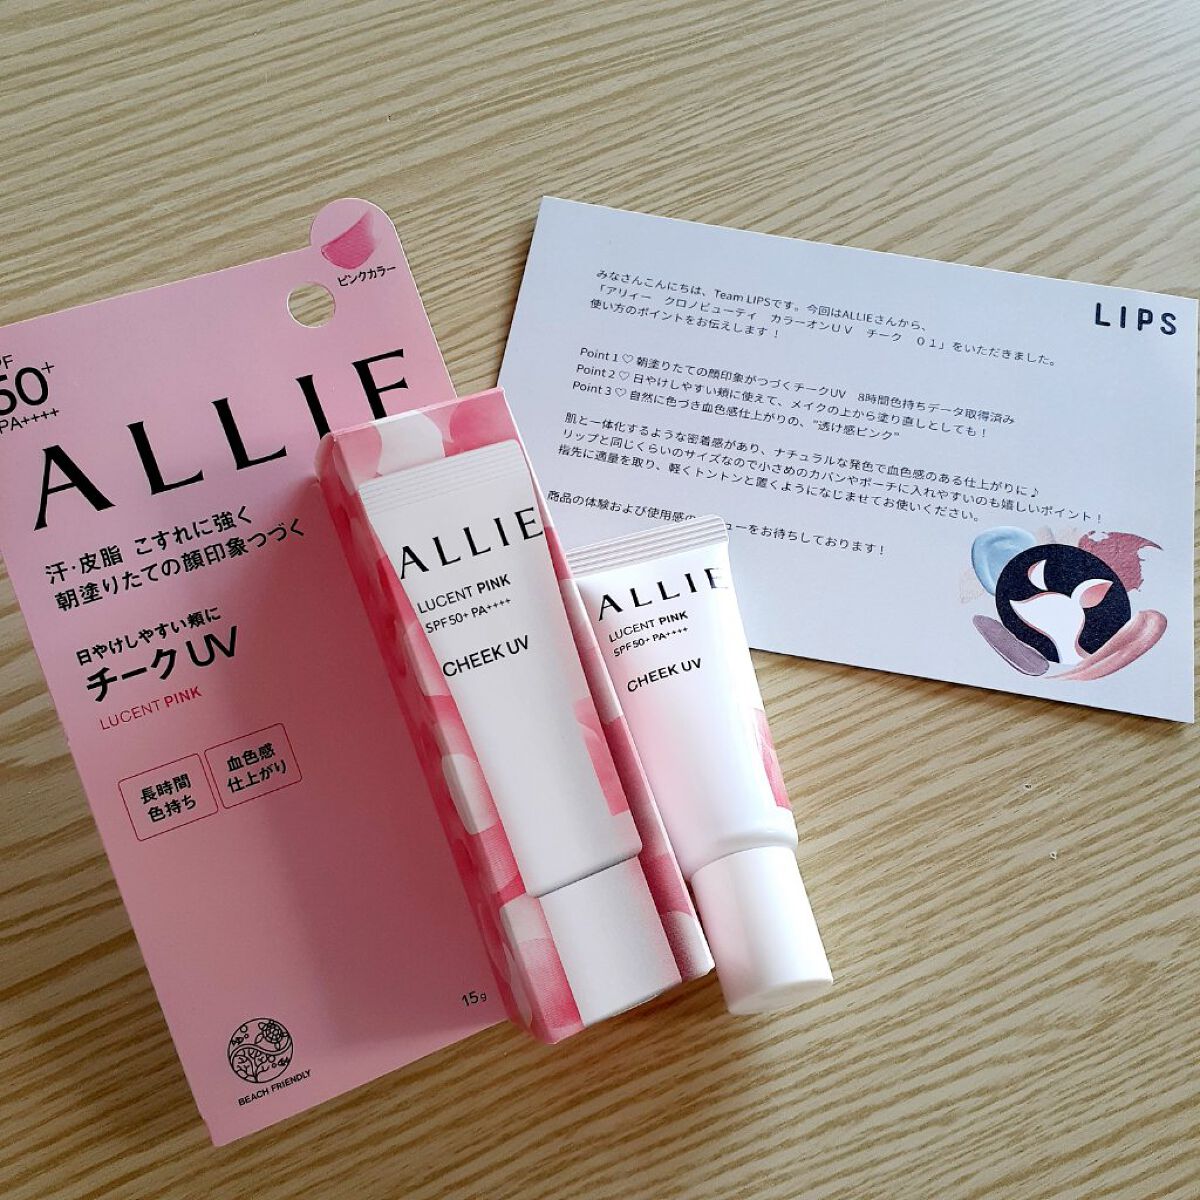 ピンクカラー
50+
PA++++
ALLIE
汗・皮脂 こすれに強く
朝塗りたての顔印象つづく
日やけしやすい頬に
チークUV
LUCENT PINK
長時間
色持ち
血色感
仕上がり
15g
BEACH FRIENDLY
ALLIE
LUCENT PINK
SPF50+ PA++++
CHEEK UV
ALLIE
LUCENT PINK
SPF50+ PA++++
CHEEK UV
LIPS
みなさんこんにちは、Team LIPSです。今回はALLIEさんから、
「アリィー クロノビューティ カラーオンUV チーク 01」をいただきました。
使い方のポイントをお伝えします！
Point 1♡ 朝塗りたての顔印象がつづくチークUV 8時間色持ちデータ取得済み
Point 2♡ 日やけしやすい頬に使えて、メイクの上から塗り直しとしても！
Point 3♡ 自然に色づき血色感仕上がりの、"透け感ピンク"
肌と一体化するような密着感があり、ナチュラルな発色で血色感のある仕上がりに♪
リップと同じくらいのサイズなので小さめのカバンやポーチに入れやすいのも嬉しいポイント！
指先に適量を取り、軽くトントンと置くようになじませてお使いください。
商品の体験および使用感の ューをお待ちしております！